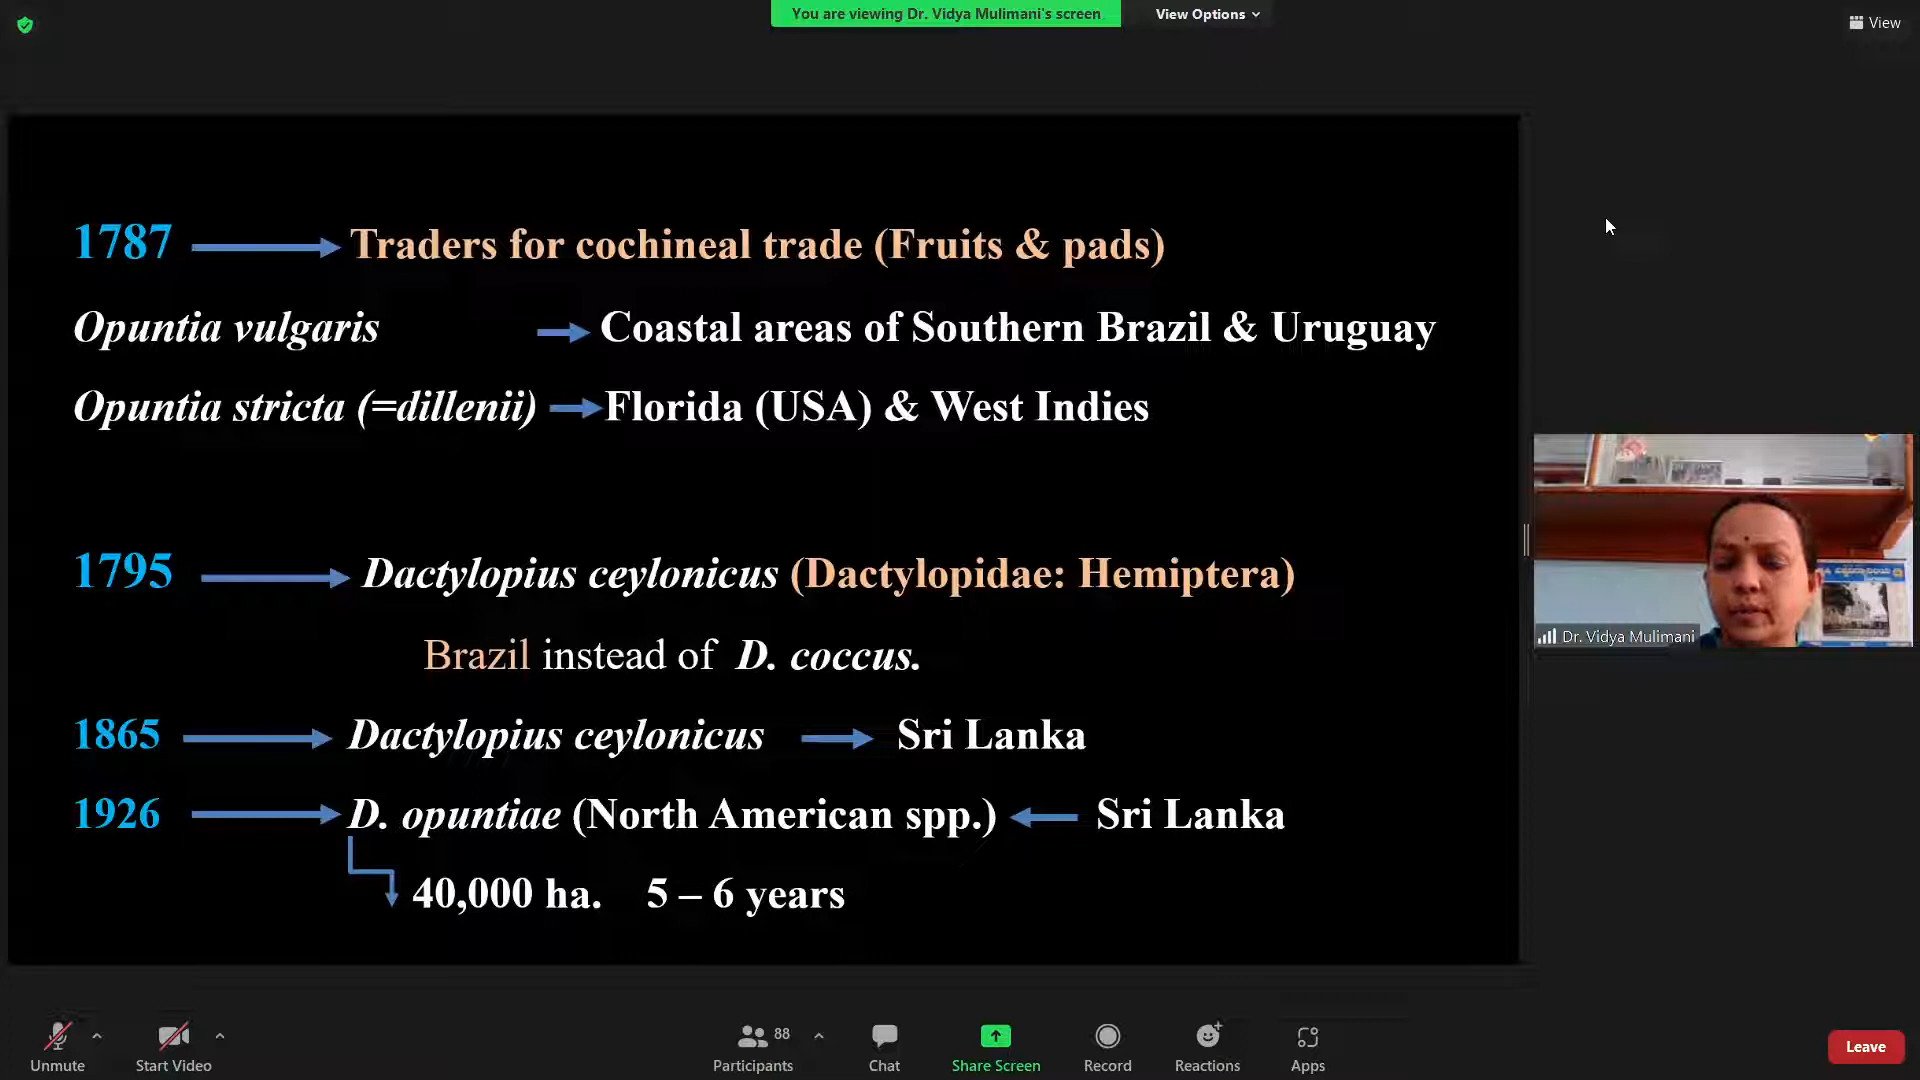 You are viewing Dr. Vidya Mulimani's screen
View Options
View
1787 Traders for cochineal trade (Fruits & pads)
Opuntia vulgaris Coastal areas of Southern Brazil & Uruguay
Opuntia stricta (=dillenii) Florida (USA) & West Indies
1795 Dactylopius ceylonicus (Dactylopidae: Hemiptera)
Brazil instead of D. coccus.
1865 Dactylopius ceylonicus Sri Lanka
1926 D. opuntiae (North American spp.) Sri Lanka
40,000 ha. 5 – 6 years
Dr. Vidya Mulimani
Unmute
Start Video
88
Participants
Chat
Share Screen
Record
Reactions
Apps
Leave